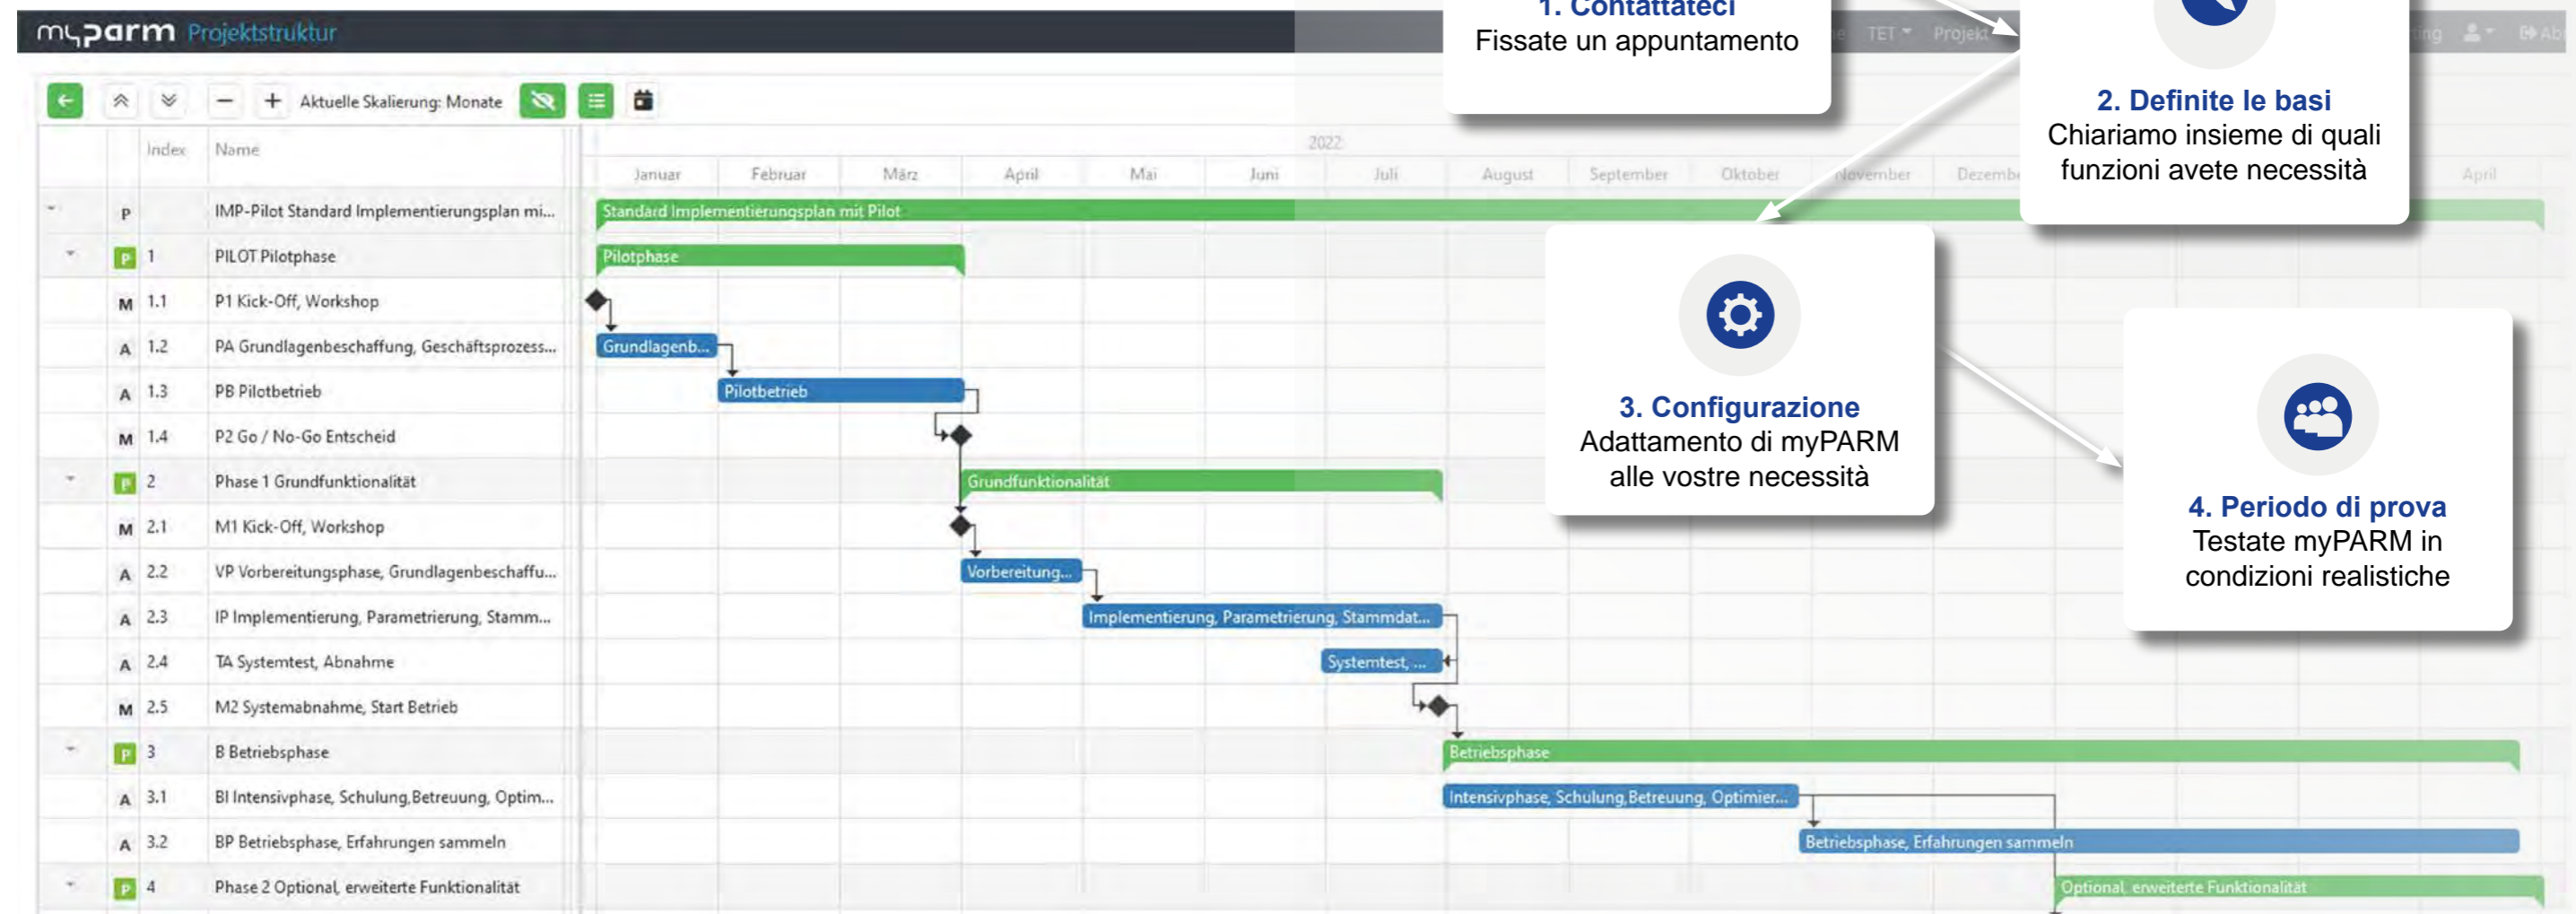 myparm Projektstruktur
TET Projekt
1. Contattateci
Fissate un appuntamento
2. Definite le basi
Chiariamo insieme di quali
funzioni avete necessità
3. Configurazione
Adattamento di myPARM
alle vostre necessità
4. Periodo di prova
Testate myPARM in
condizioni realistiche
Aktuelle Skalierung: Monate
Index Name
2022
Januar Februar März April Mai Juni Juli August September Oktober November Dezembe April
P IMP-Pilot Standard Implementierungsplan mi... Standard Implementierungsplan mit Pilot
P 1 PILOT Pilotphase Pilotphase
M 1.1 P1 Kick-Off, Workshop
A 1.2 PA Grundlagenbeschaffung, Geschäftsprozess... Grundlagenb...
A 1.3 PB Pilotbetrieb Pilotbetrieb
M 1.4 P2 Go / No-Go Entscheid
P 2 Phase 1 Grundfunktionalität Grundfunktionalität
M 2.1 M1 Kick-Off, Workshop
A 2.2 VP Vorbereitungsphase, Grundlagenbeschaffu... Vorbereitung...
A 2.3 IP Implementierung, Parametrierung, Stamm... Implementierung, Parametrierung, Stammdat...
A 2.4 TA Systemtest, Abnahme Systemtest, ...
M 2.5 M2 Systemabnahme, Start Betrieb
P 3 B Betriebsphase Betriebsphase
A 3.1 BI Intensivphase, Schulung,Betreuung, Optim... Intensivphase, Schulung,Betreuung, Optimier...
A 3.2 BP Betriebsphase, Erfahrungen sammeln Betriebsphase, Erfahrungen sammeln
P 4 Phase 2 Optional, erweiterte Funktionalität Optional, erweiterte Funktionalität